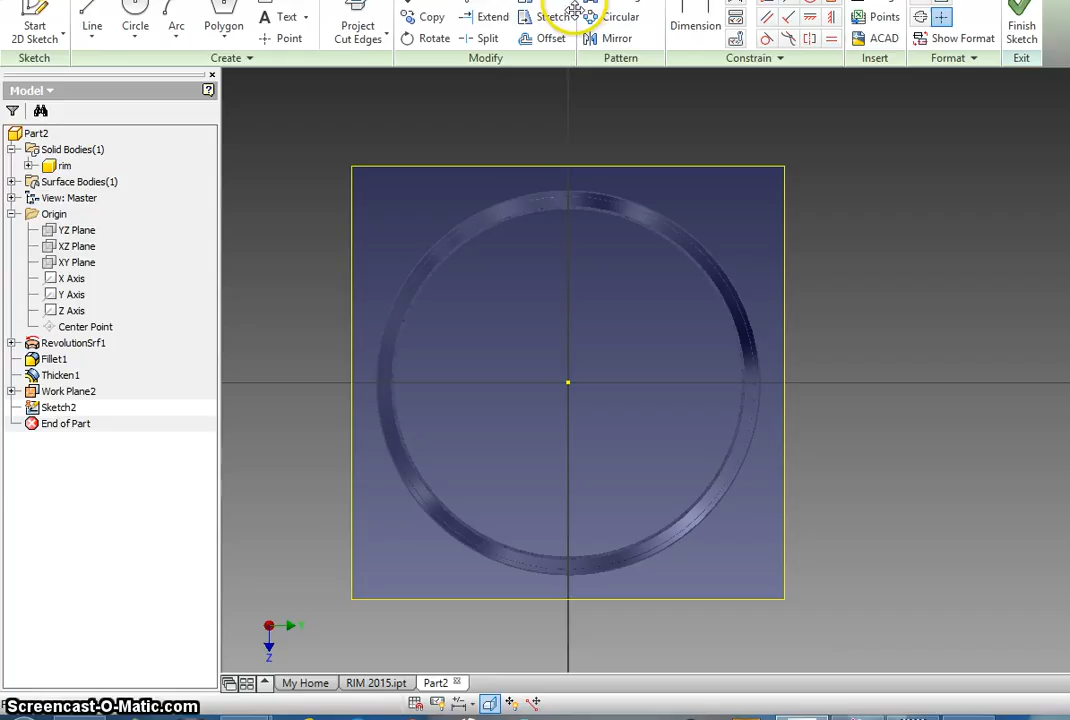 Start
2D Sketch
Line
Circle
Arc
Polygon
Text
Point
Project
Cut Edges
Copy
Extend
Stretch
Circular
Rotate
Split
Offset
Mirror
Dimension
Points
ACAD
Show Format
Finish
Sketch
Sketch
Create
Modify
Pattern
Constrain
Insert
Format
Exit
Model
Part2
Solid Bodies(1)
rim
Surface Bodies(1)
View: Master
Origin
YZ Plane
XZ Plane
XY Plane
X Axis
Y Axis
Z Axis
Center Point
RevolutionSrf1
Fillet1
Thicken1
Work Plane2
Sketch2
End of Part
Y
Z
My Home
RIM 2015.ipt
Part2
Screencast-O-Matic.com